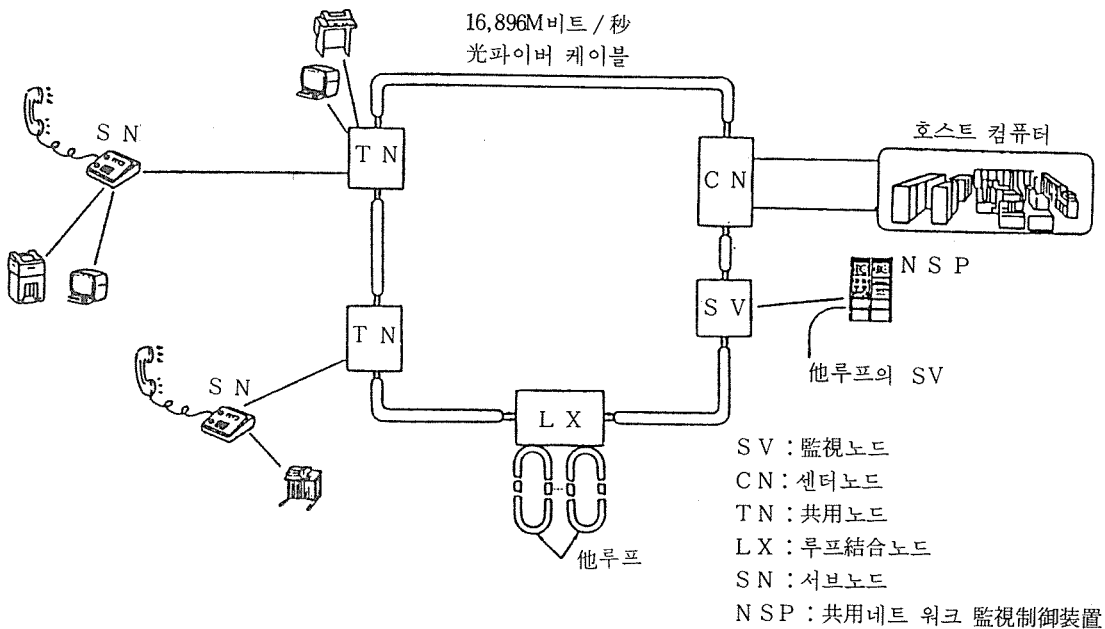 16,896M비트/秒
光파이버 케이블
S N
T N
C N
호스트 컴퓨터
N S P
S V
T N
他루프의 SV
S N
L X
他루프
S V : 監視노드
C N : 센터노드
T N : 共用노드
L X : 루프結合노드
S N : 서브노드
N S P : 共用네트 워크 監視制御装置